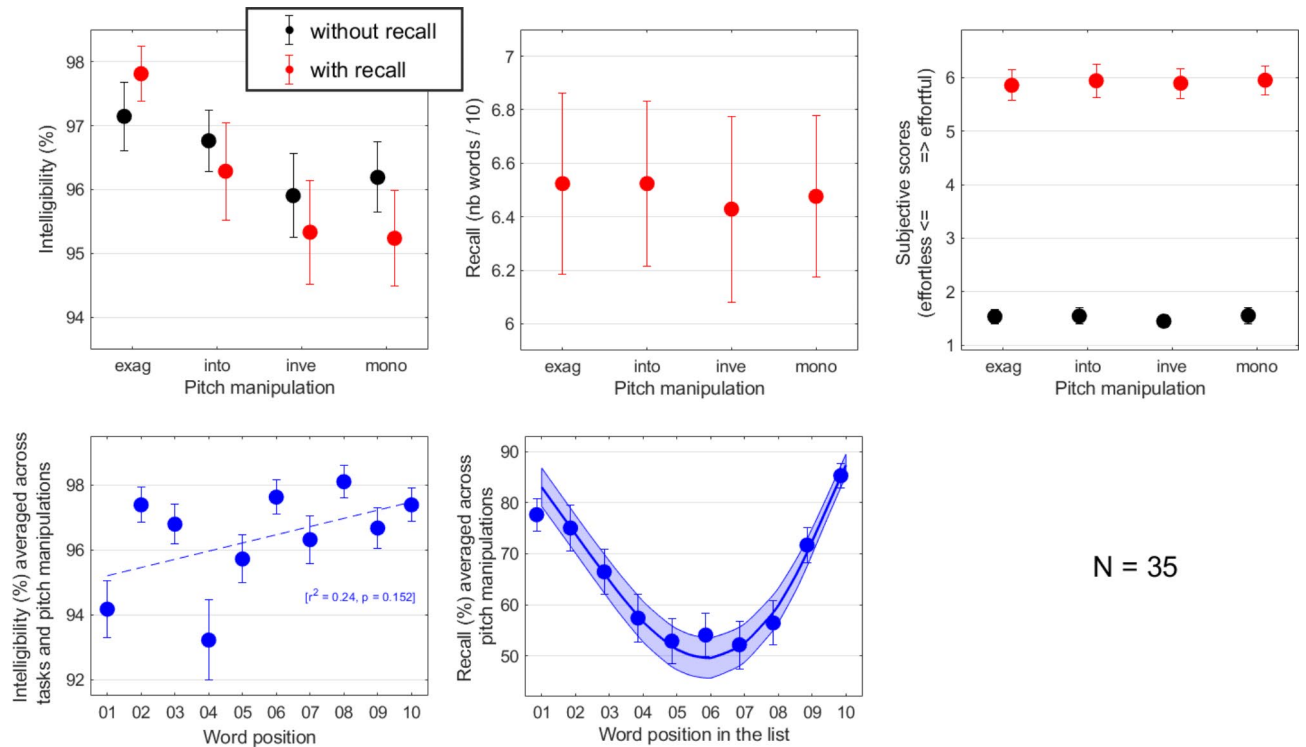 without recall
with recall
98
97
96
95
94
Intelligibility (%)
exag into inve mono
Pitch manipulation
7
6.8
6.6
6.4
6.2
6
Recall (nb words / 10)
exag into inve mono
Pitch manipulation
6
5
4
3
2
1
Subjective scores
(effortless <= => effortful)
exag into inve mono
Pitch manipulation
98
96
94
92
Intelligibility (%) averaged across
tasks and pitch manipulations
[r² = 0.24, p = 0.152]
01 02 03 04 05 06 07 08 09 10
Word position
90
80
70
60
50
Recall (%) averaged across
pitch manipulations
01 02 03 04 05 06 07 08 09 10
Word position in the list
N = 35